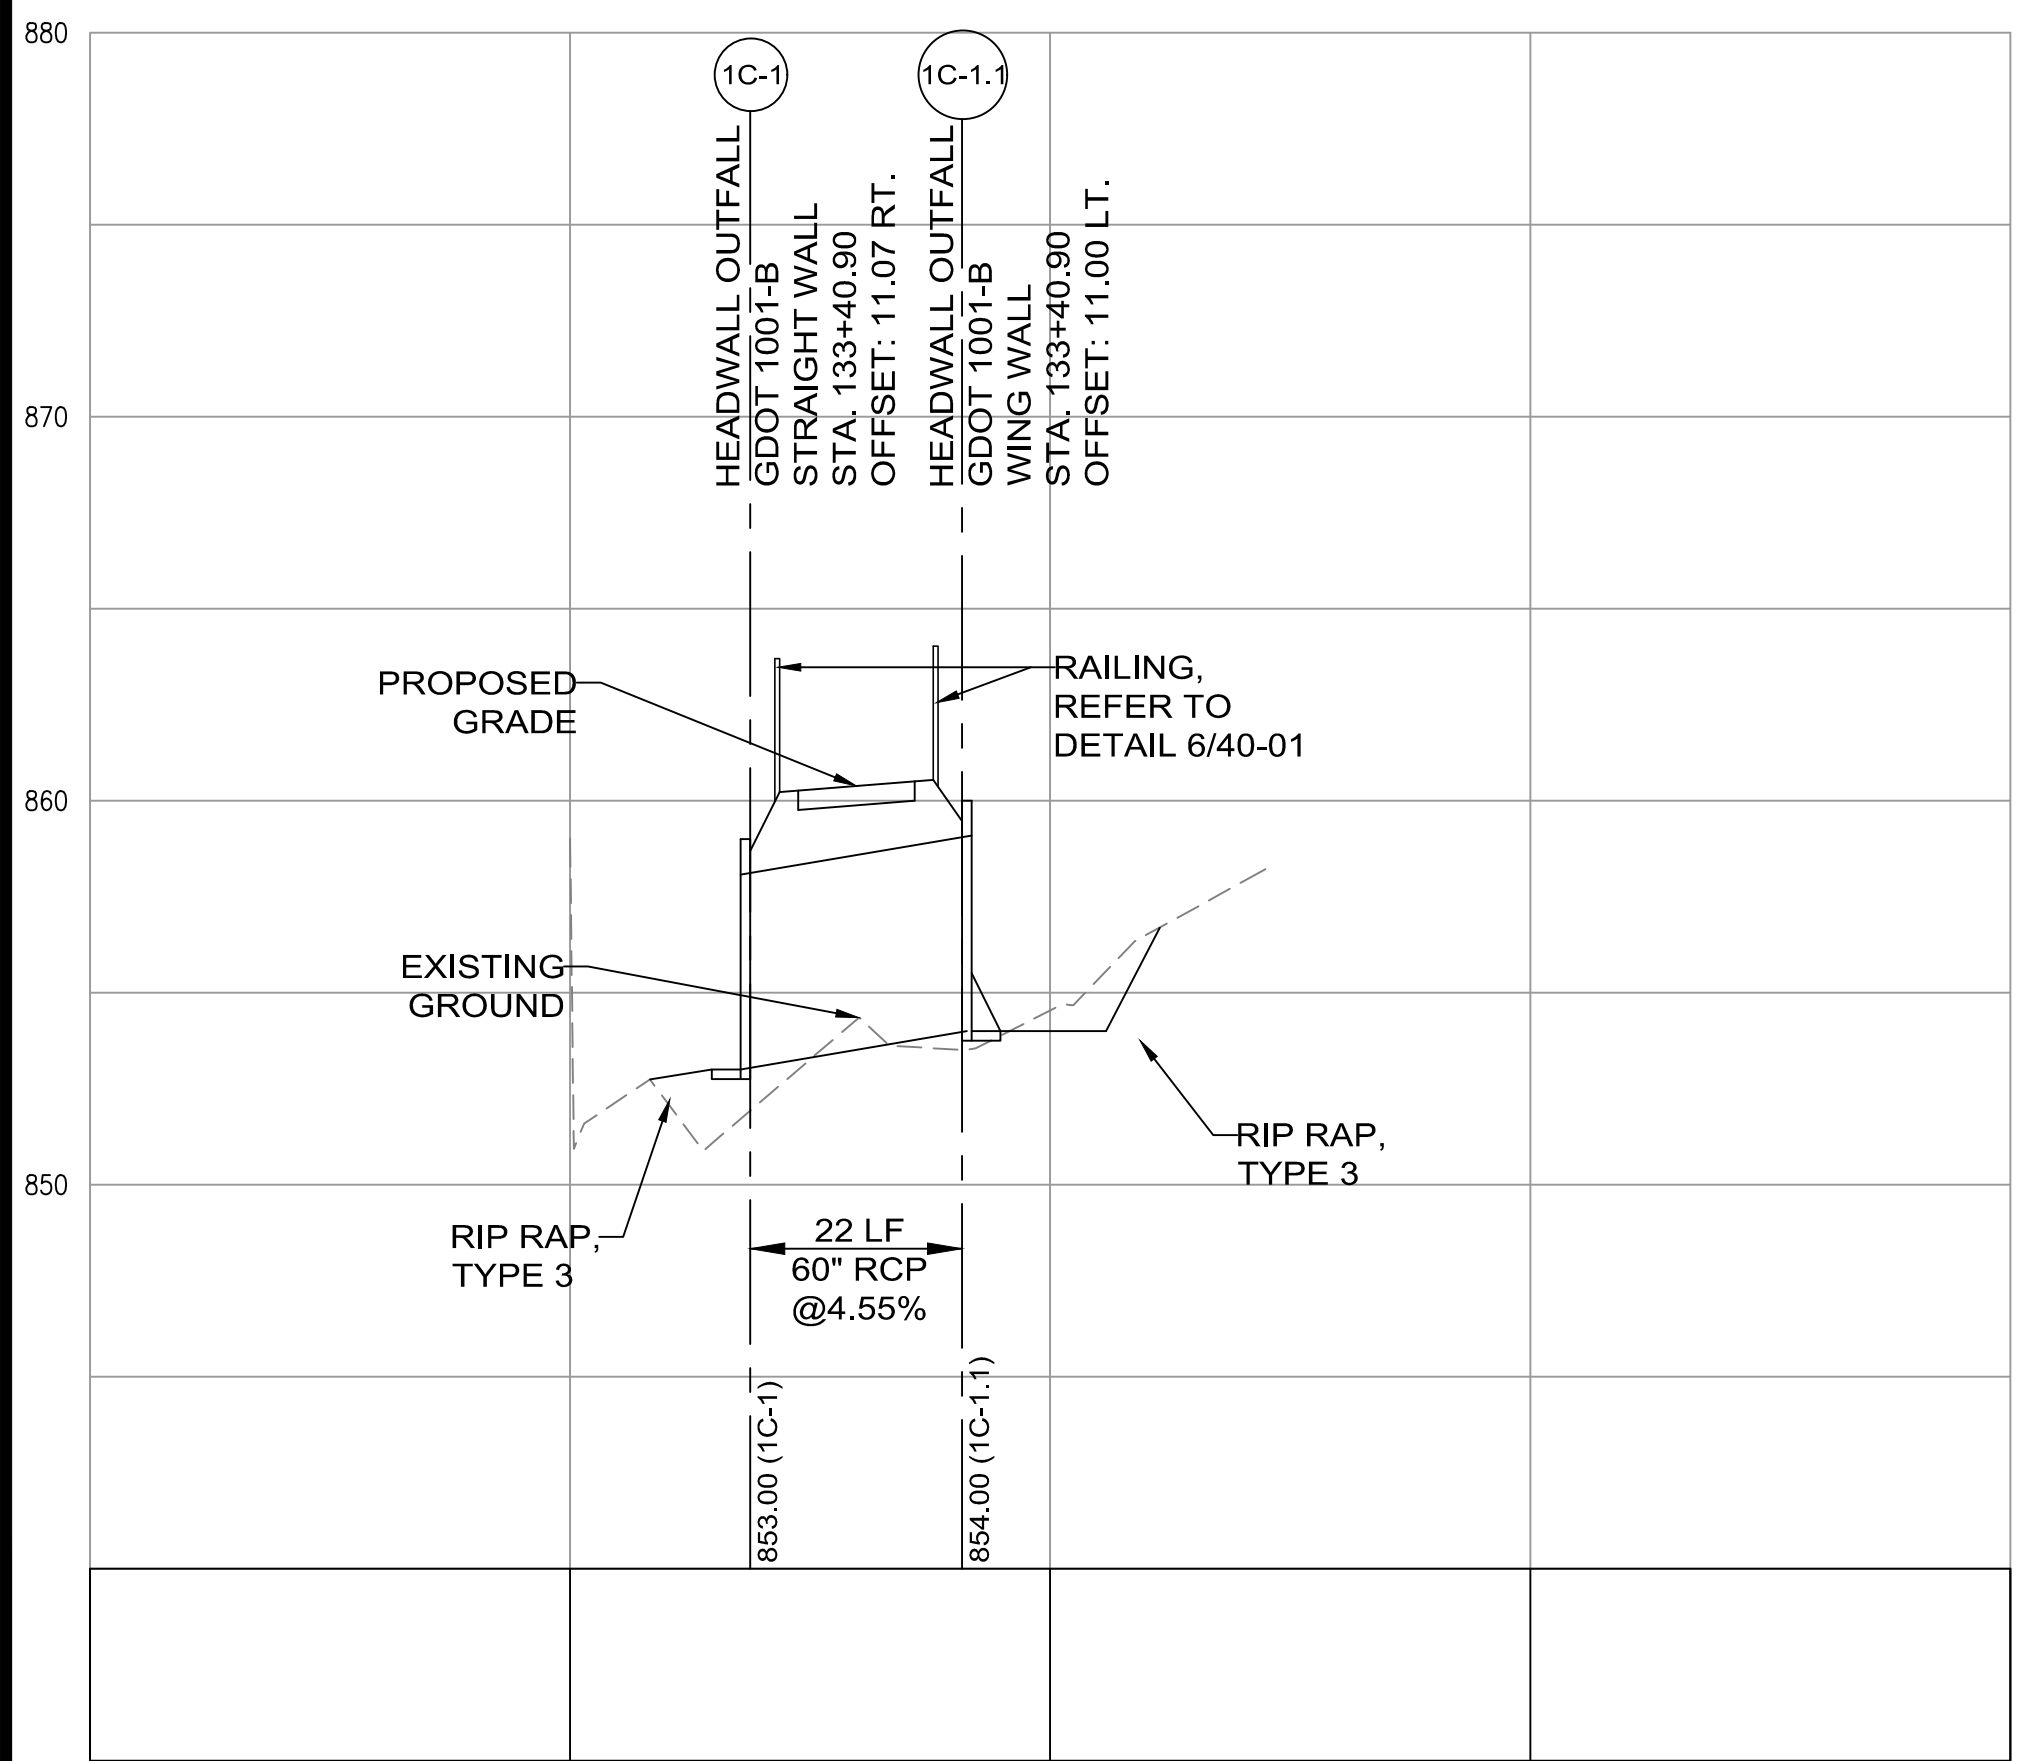 880
870
860
850
1C-1
1C-1.1
HEADWALL OUTFALL
GDOT 1001-B
STRAIGHT WALL
STA. 133+40.90
OFFSET: 11.07 RT.
HEADWALL OUTFALL
GDOT 1001-B
WING WALL
STA. 133+40.90
OFFSET: 11.00 LT.
PROPOSED
GRADE
RAILING,
REFER TO
DETAIL 6/40-01
EXISTING
GROUND
RIP RAP,
TYPE 3
RIP RAP,
TYPE 3
22 LF
60" RCP
@4.55%
853.00 (1C-1)
854.00 (1C-1.1)